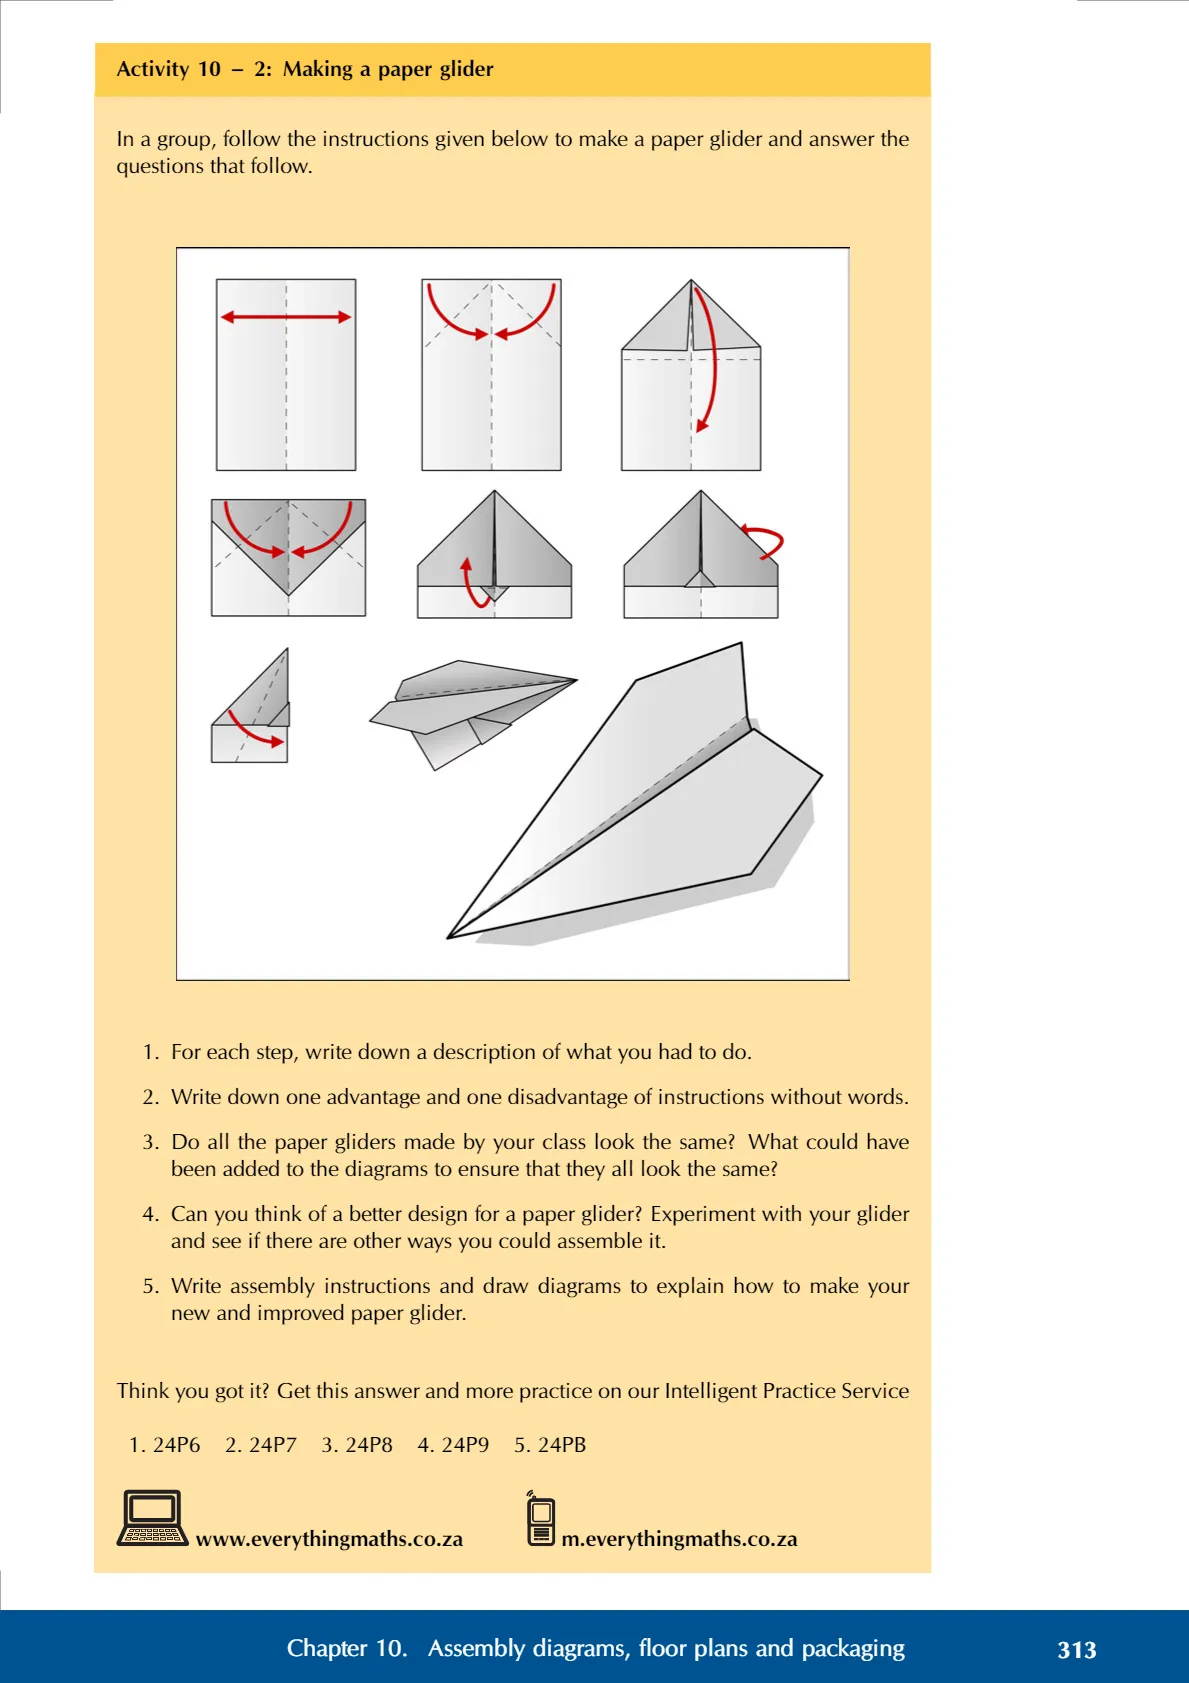 Activity 10 – 2: Making a paper glider
In a group, follow the instructions given below to make a paper glider and answer the
questions that follow.
1. For each step, write down a description of what you had to do.
2. Write down one advantage and one disadvantage of instructions without words.
3. Do all the paper gliders made by your class look the same? What could have
been added to the diagrams to ensure that they all look the same?
4. Can you think of a better design for a paper glider? Experiment with your glider
and see if there are other ways you could assemble it.
5. Write assembly instructions and draw diagrams to explain how to make your
new and improved paper glider.
Think you got it? Get this answer and more practice on our Intelligent Practice Service
1. 24P6 2. 24P7 3. 24P8 4. 24P9 5. 24PB
www.everythingmaths.co.za m.everythingmaths.co.za
Chapter 10. Assembly diagrams, floor plans and packaging 313